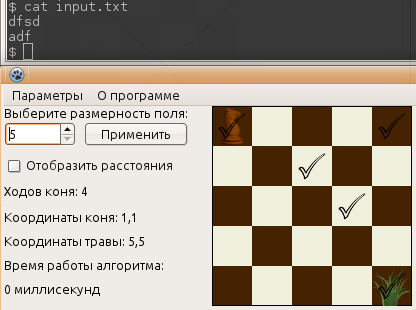 $ cat input.txt
dfsd
adf
$
Параметры О программе
Выберите размерность поля:
5 Применить
Отобразить расстояния
Ходов коня: 4
Координаты коня: 1,1
Координаты травы: 5,5
Время работы алгоритма:
0 миллисекунд